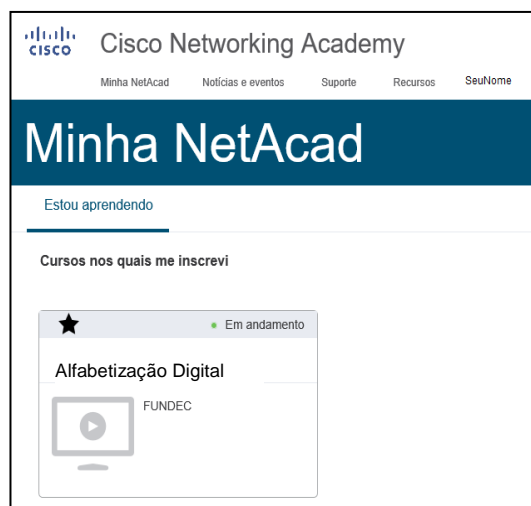 CISCO
Cisco Networking Academy
Minha NetAcad Notícias e eventos Suporte Recursos SeuNome
Minha NetAcad
Estou aprendendo
Cursos nos quais me inscrevi
Em andamento
Alfabetização Digital
FUNDEC